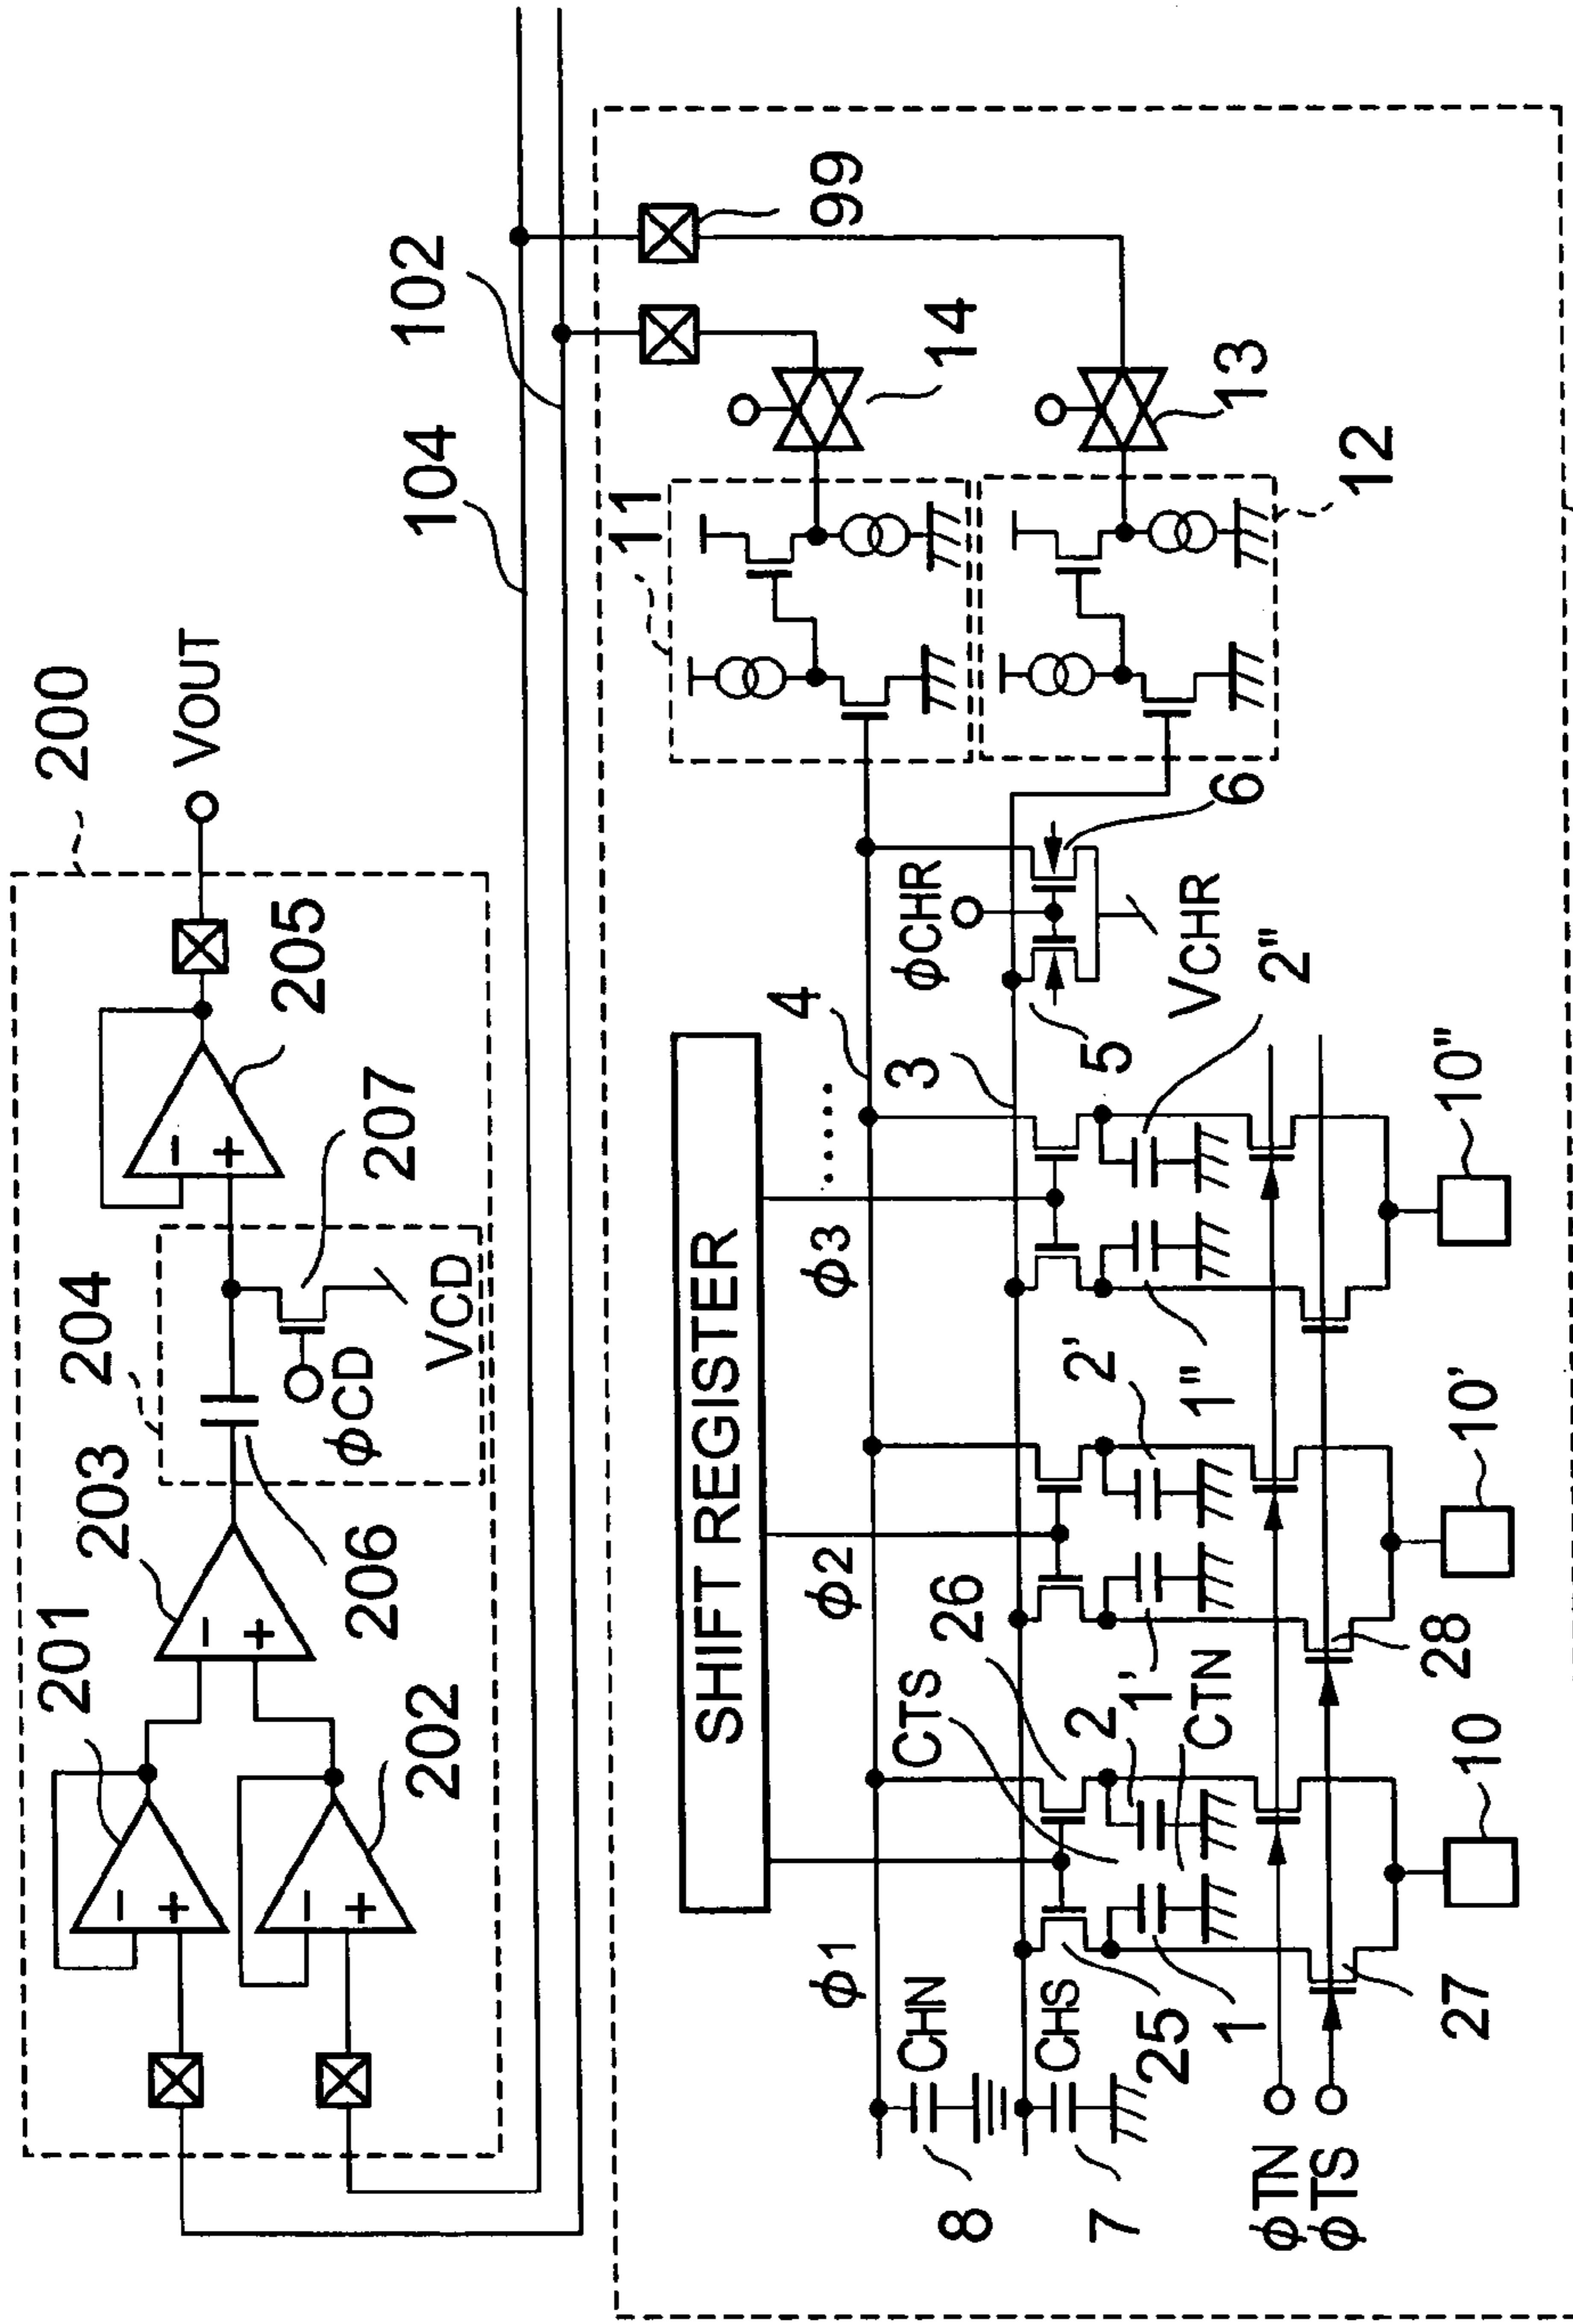 200
201
203
204
205
VOUT
202
206
φCD
VCD
207
104
102
99
11
14
13
12
SHIFT REGISTER
φ1
φ2
φ3
.....
4
3
φCHR
VCHR
5
6
8
CHN
7
CHS
25
1
CTS
26
2
CTN
1'
2'
1"
2"
φTN
φTS
27
28
10
10'
10"